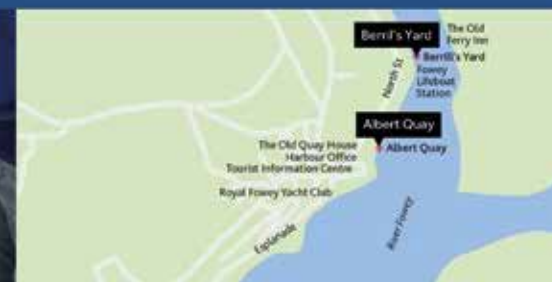 Berril's Yard
The Old
Ferry Inn
Berrill's Yard
Fowey
Lifeboat
Station
North St
Albert Quay
The Old Quay House
Harbour Office
Tourist Information Centre
Albert Quay
Royal Fowey Yacht Club
Esplanade
River Fowey